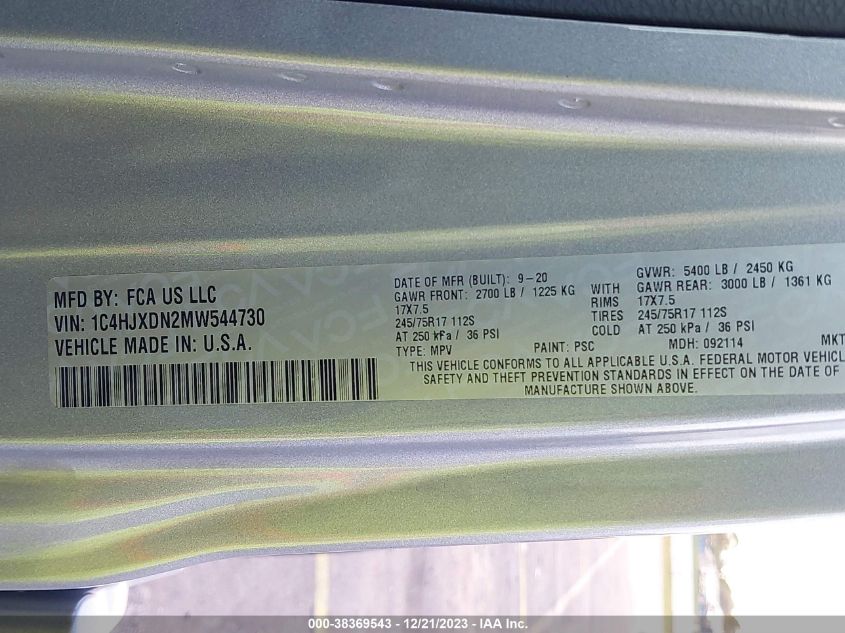 MFD BY: FCA US LLC
VIN: 1C4HJXDN2MW544730
VEHICLE MADE IN: U.S.A.
DATE OF MFR (BUILT): 9-20 GVWR: 5400 LB / 2450 KG
GAWR FRONT: 2700 LB / 1225 KG WITH GAWR REAR: 3000 LB / 1361 KG
17X7.5 RIMS 17X7.5
245/75R17 112S TIRES 245/75R17 112S
AT 250 kPa / 36 PSI COLD AT 250 kPa / 36 PSI
TYPE: MPV PAINT: PSC MDH: 092114 MKT
THIS VEHICLE CONFORMS TO ALL APPLICABLE U.S.A. FEDERAL MOTOR VEHICL
SAFETY AND THEFT PREVENTION STANDARDS IN EFFECT ON THE DATE OF
MANUFACTURE SHOWN ABOVE.
000-38369543 - 12/21/2023 - IAA Inc.